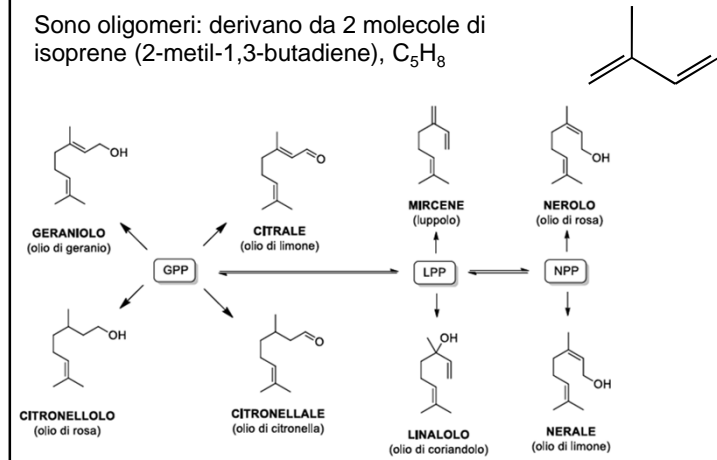 Sono oligomeri: derivano da 2 molecole di
isoprene (2-metil-1,3-butadiene), C₅H₈
OH
GERANIOLO
(olio di geranio)
O
CITRALE
(olio di limone)
MIRCENE
(luppolo)
OH
NEROLO
(olio di rosa)
GPP
LPP
NPP
OH
CITRONELLOLO
(olio di rosa)
O
CITRONELLALE
(olio di citronella)
OH
LINALOLO
(olio di coriandolo)
OH
NERALE
(olio di limone)